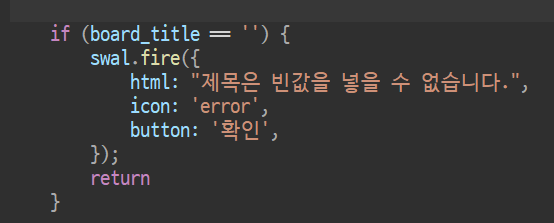 if (board_title == '') {
swal.fire({
html: "제목은 빈값을 넣을 수 없습니다.",
icon: 'error',
button: '확인',
});
return
}